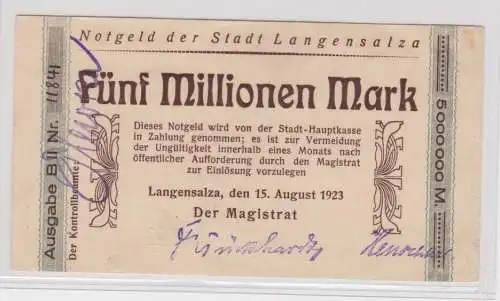 Notgeld der Stadt Langensalza
Fünf Millionen Mark
Dieses Notgeld wird von der Stadt-Hauptkasse
in Zahlung genommen; es ist zur Vermeidung
der Ungültigkeit innerhalb eines Monats nach
öffentlicher Aufforderung durch den Magistrat
zur Einlösung vorzulegen
Langensalza, den 15. August 1923
Der Magistrat
Ausgabe B II Nr. 11841
Der Kontrollbeamte:
5000000 M.